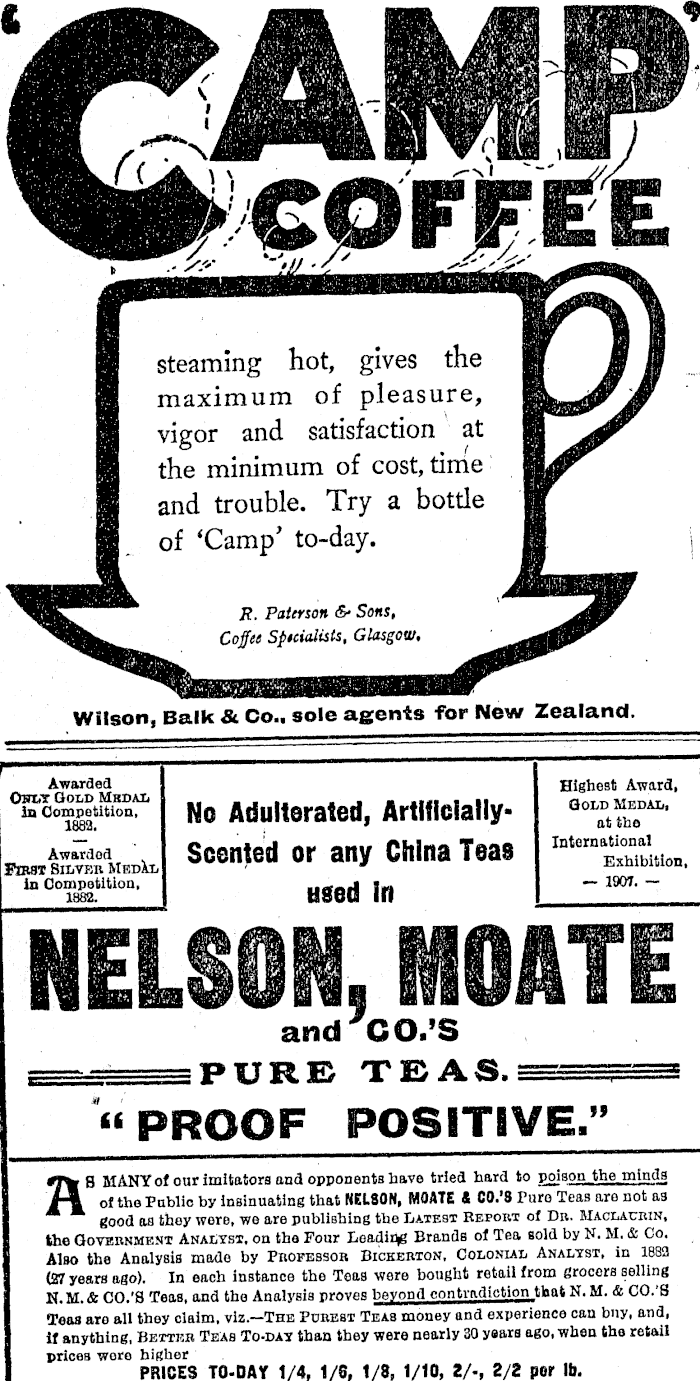 “CAMP”
COFFEE
steaming hot, gives the
maximum of pleasure,
vigor and satisfaction at
the minimum of cost, time
and trouble. Try a bottle
of ‘Camp’ to-day.
R. Paterson & Sons,
Coffee Specialists, Glasgow.
Wilson, Balk & Co., sole agents for New Zealand.
Awarded
ONLY GOLD MEDAL
in Competition,
1882.
—
Awarded
FIRST SILVER MEDAL
in Competition,
1882.
No Adulterated, Artificially-
Scented or any China Teas
used in
Highest Award,
GOLD MEDAL,
at the
International
Exhibition,
— 1907. —
NELSON, MOATE
and CO.'S
PURE TEAS.
“PROOF POSITIVE.”
AS MANY of our imitators and opponents have tried hard to poison the minds
of the Public by insinuating that NELSON, MOATE & CO.'S Pure Teas are not as
good as they were, we are publishing the LATEST REPORT of DR. MACLAURIN,
the GOVERNMENT ANALYST, on the Four Leading Brands of Tea sold by N. M. & Co.
Also the Analysis made by PROFESSOR BICKERTON, COLONIAL ANALYST, in 1882
(27 years ago). In each instance the Teas were bought retail from grocers selling
N. M. & CO.'S Teas, and the Analysis proves beyond contradiction that N. M. & CO.'S
Teas are all they claim, viz.—THE PUREST TEAS money and experience can buy, and,
if anything, BETTER TEAS TO-DAY than they were nearly 30 years ago, when the retail
prices were higher
PRICES TO-DAY 1/4, 1/6, 1/8, 1/10, 2/-, 2/2 per lb.